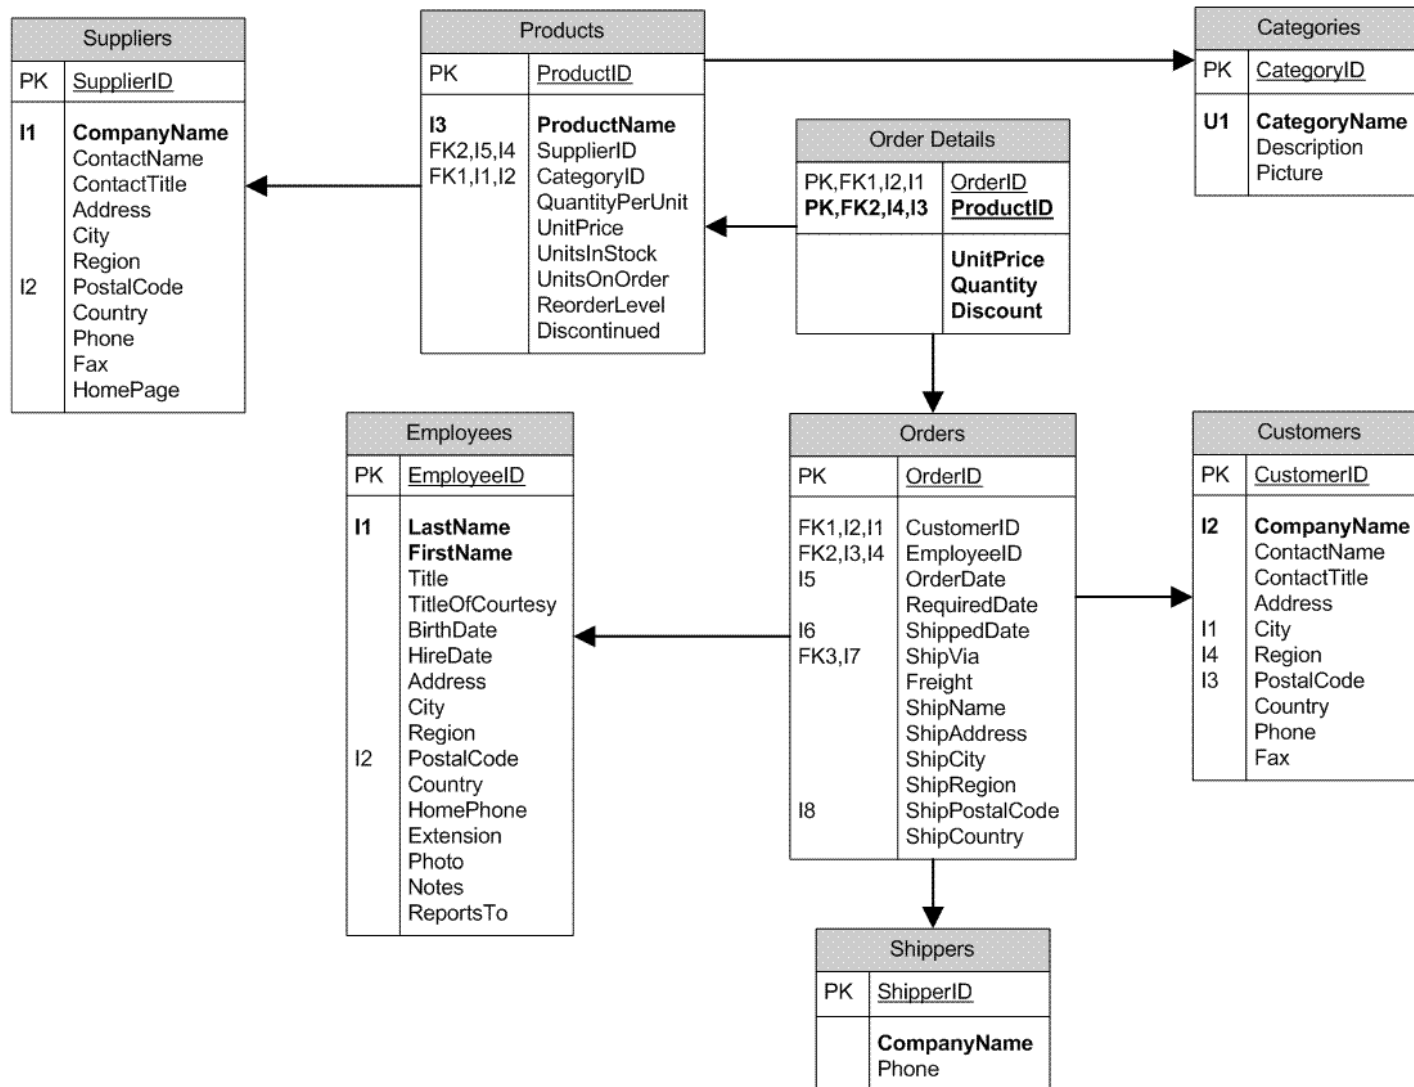 Suppliers
PK SupplierID
I1 CompanyName
ContactName
ContactTitle
Address
City
Region
I2 PostalCode
Country
Phone
Fax
HomePage
Products
PK ProductID
I3 ProductName
FK2,I5,I4 SupplierID
FK1,I1,I2 CategoryID
QuantityPerUnit
UnitPrice
UnitsInStock
UnitsOnOrder
ReorderLevel
Discontinued
Order Details
PK,FK1,I2,I1 OrderID
PK,FK2,I4,I3 ProductID
UnitPrice
Quantity
Discount
Categories
PK CategoryID
U1 CategoryName
Description
Picture
Employees
PK EmployeeID
I1 LastName
FirstName
Title
TitleOfCourtesy
BirthDate
HireDate
Address
City
Region
I2 PostalCode
Country
HomePhone
Extension
Photo
Notes
ReportsTo
Orders
PK OrderID
FK1,I2,I1 CustomerID
FK2,I3,I4 EmployeeID
I5 OrderDate
RequiredDate
I6 ShippedDate
FK3,I7 ShipVia
Freight
ShipName
ShipAddress
ShipCity
ShipRegion
I8 ShipPostalCode
ShipCountry
Customers
PK CustomerID
I2 CompanyName
ContactName
ContactTitle
Address
I1 City
I4 Region
I3 PostalCode
Country
Phone
Fax
Shippers
PK ShipperID
CompanyName
Phone